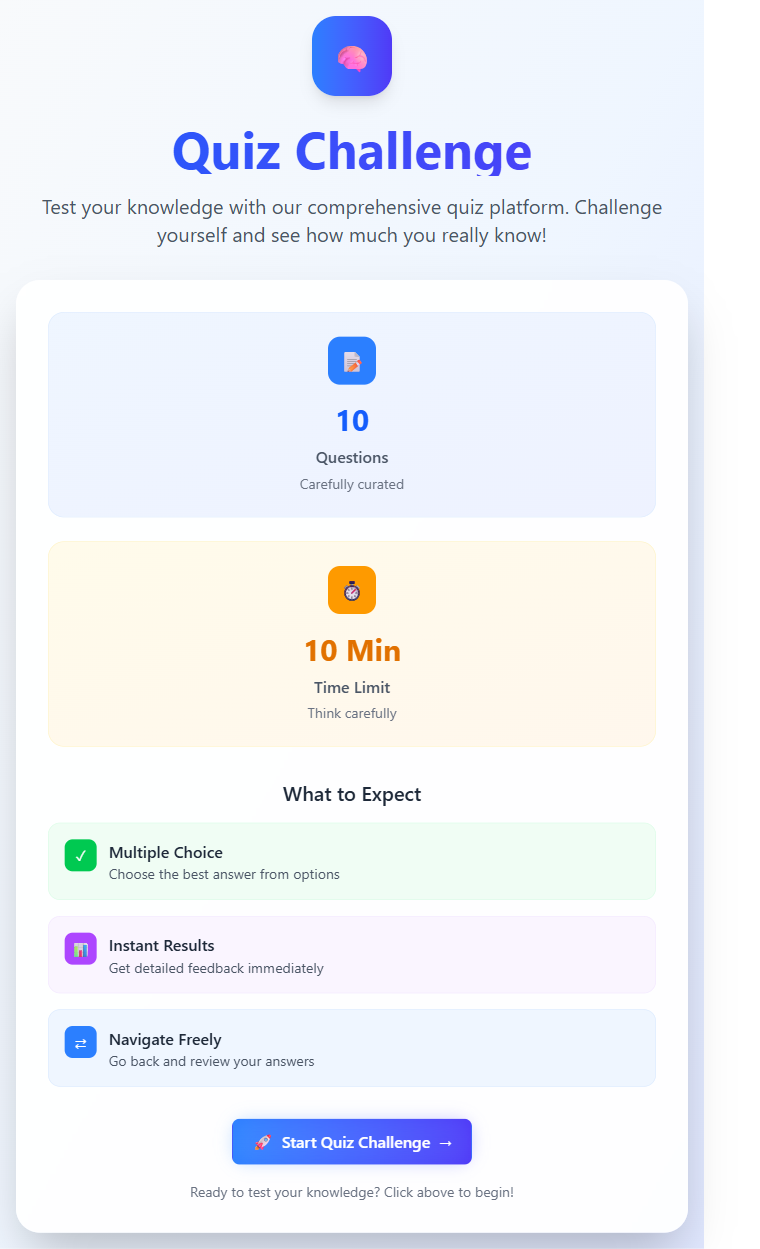 Quiz Challenge
Test your knowledge with our comprehensive quiz platform. Challenge
yourself and see how much you really know!
10
Questions
Carefully curated
10 Min
Time Limit
Think carefully
What to Expect
Multiple Choice
Choose the best answer from options
Instant Results
Get detailed feedback immediately
Navigate Freely
Go back and review your answers
Start Quiz Challenge →
Ready to test your knowledge? Click above to begin!